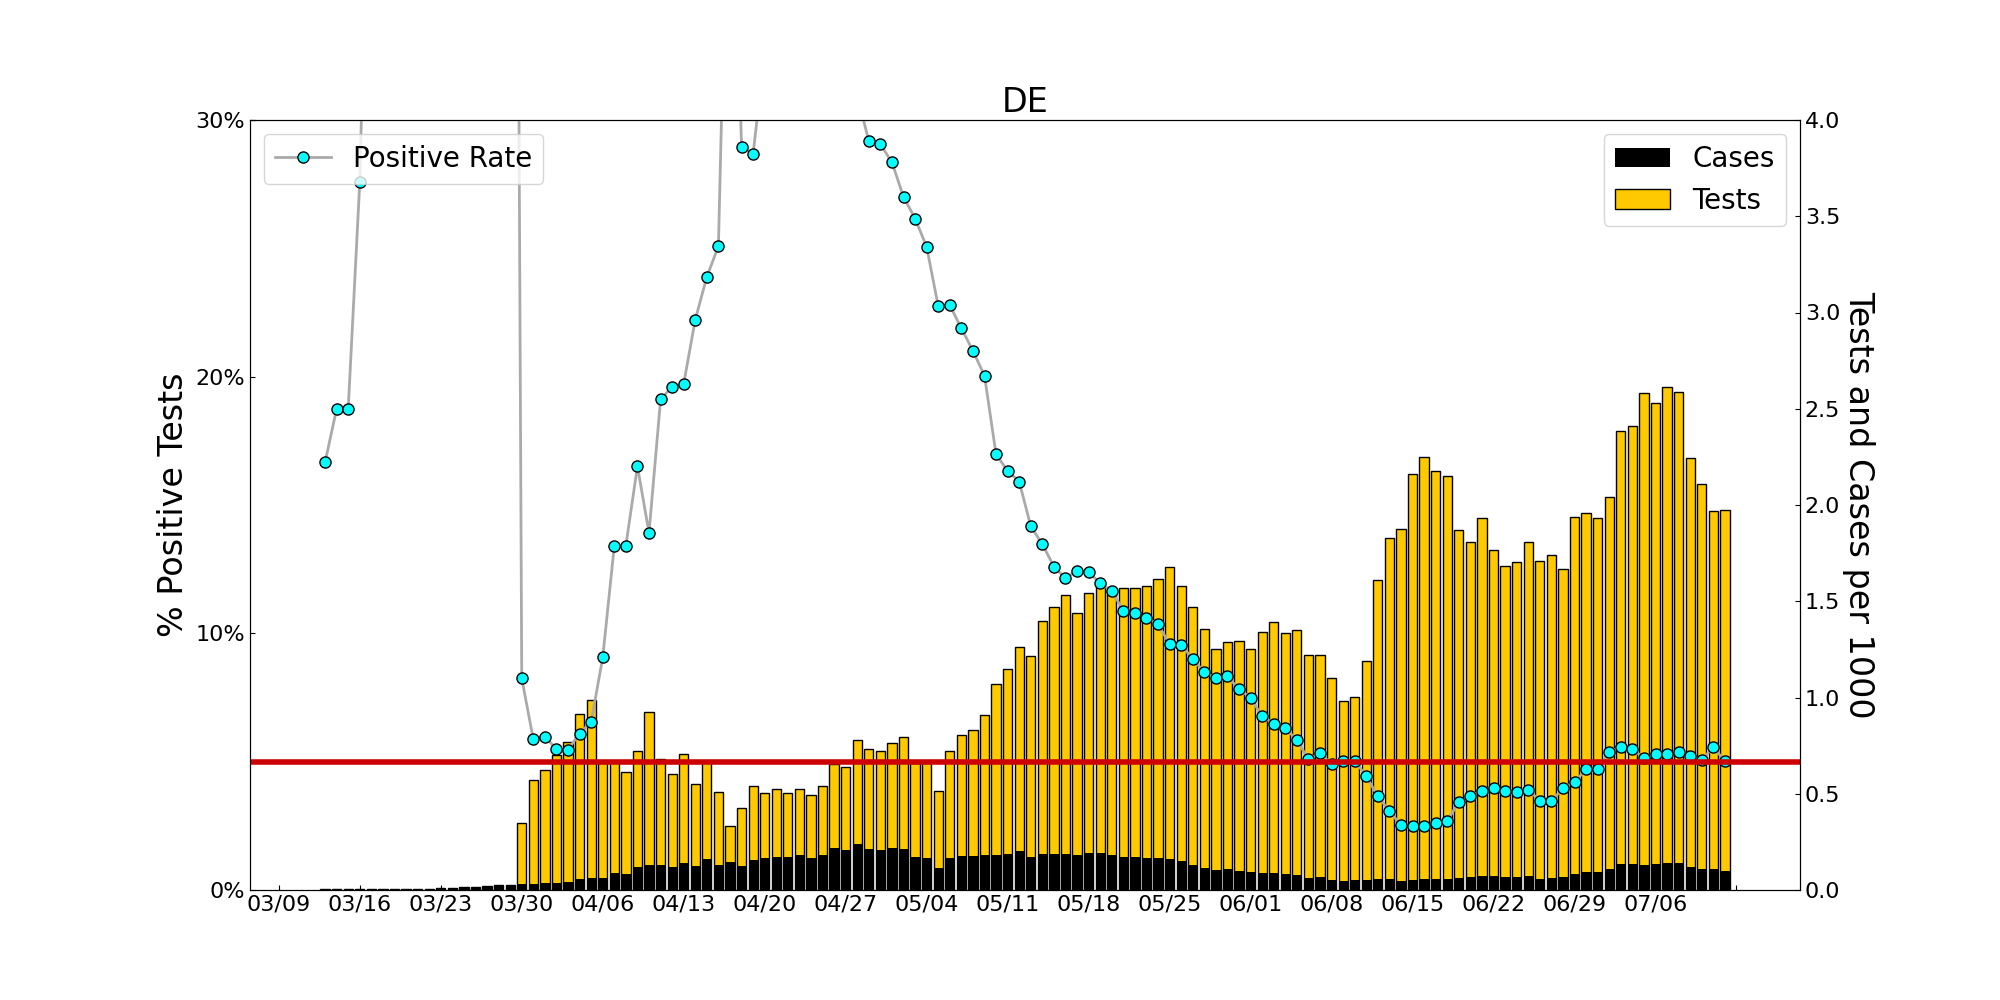 DE
30%
20%
10%
0%
% Positive Tests
Positive Rate
Cases
Tests
4.0
3.5
3.0
2.5
2.0
1.5
1.0
0.5
0.0
Tests and Cases per 1000
03/09 03/16 03/23 03/30 04/06 04/13 04/20 04/27 05/04 05/11 05/18 05/25 06/01 06/08 06/15 06/22 06/29 07/06